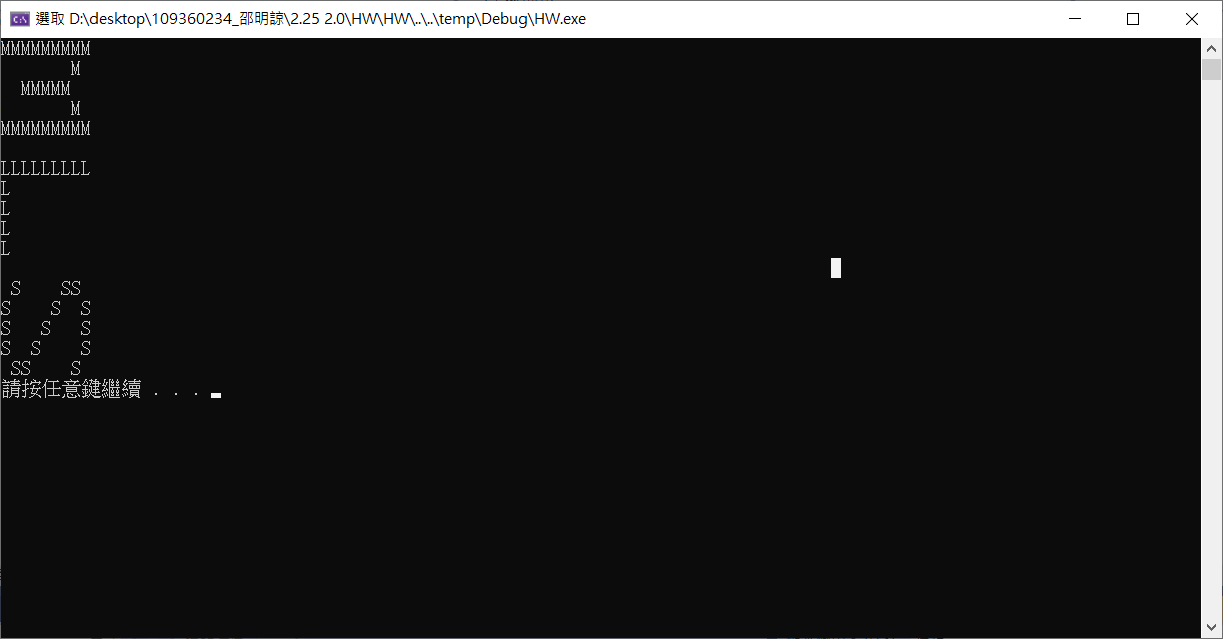 選取 D:\desktop\109360234_邵明諒\2.25 2.0\HW\HW\..\..\temp\Debug\HW.exe
MMMMMMMMM
       M
  MMMMM
       M
MMMMMMMMM

LLLLLLLLL
L
L
L
L

 S    SS
S    S  S
S   S   S
S  S    S
 SS    S
請按任意鍵繼續 . . .